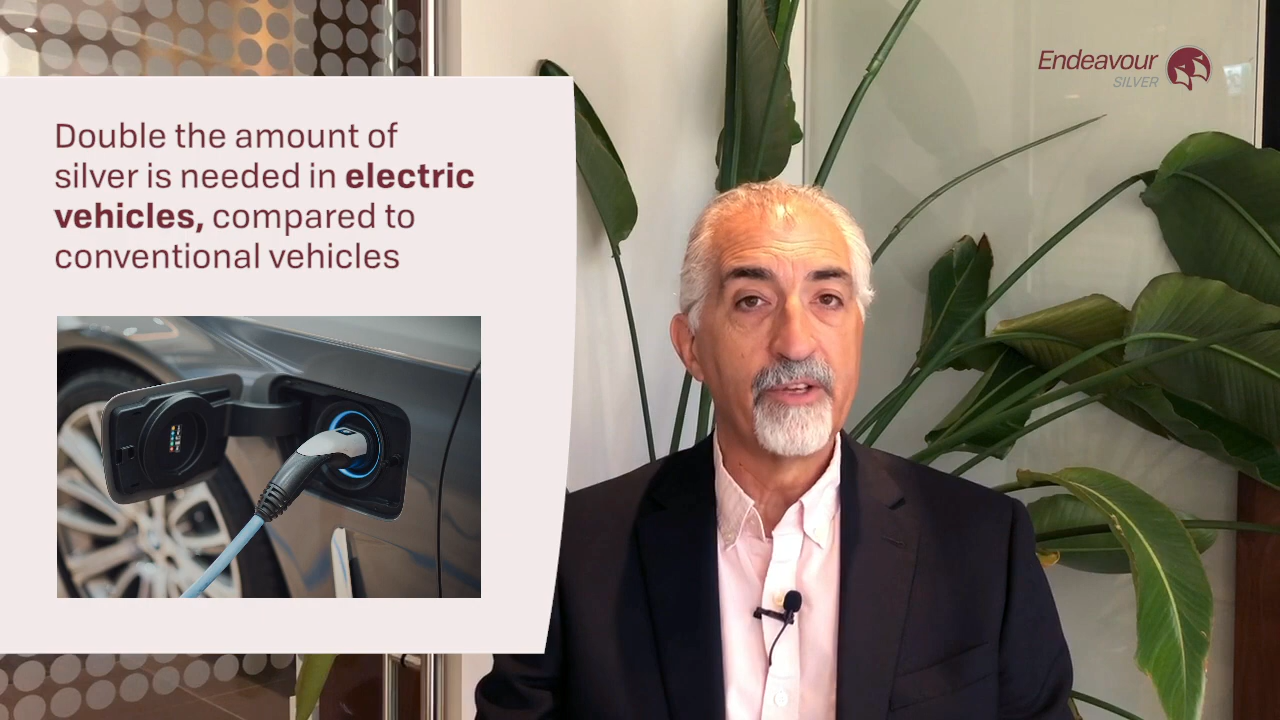 Double the amount of
silver is needed in electric
vehicles, compared to
conventional vehicles
Endeavour
SILVER